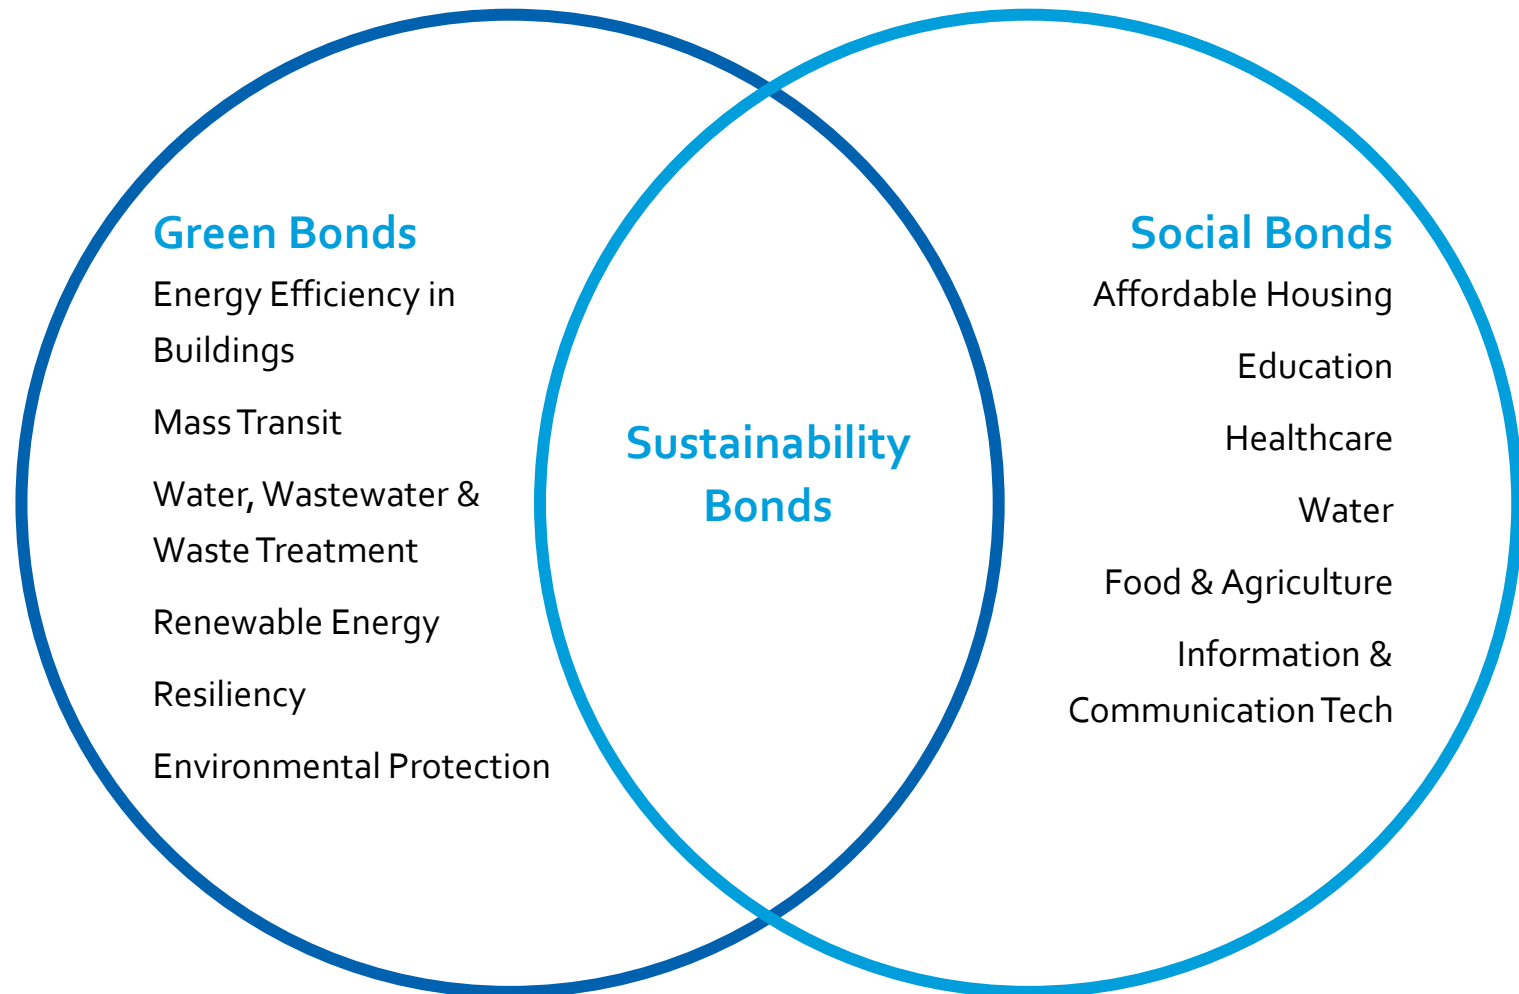 Green Bonds
Energy Efficiency in
Buildings
Mass Transit
Water, Wastewater &
Waste Treatment
Renewable Energy
Resiliency
Environmental Protection
Sustainability
Bonds
Social Bonds
Affordable Housing
Education
Healthcare
Water
Food & Agriculture
Information &
Communication Tech